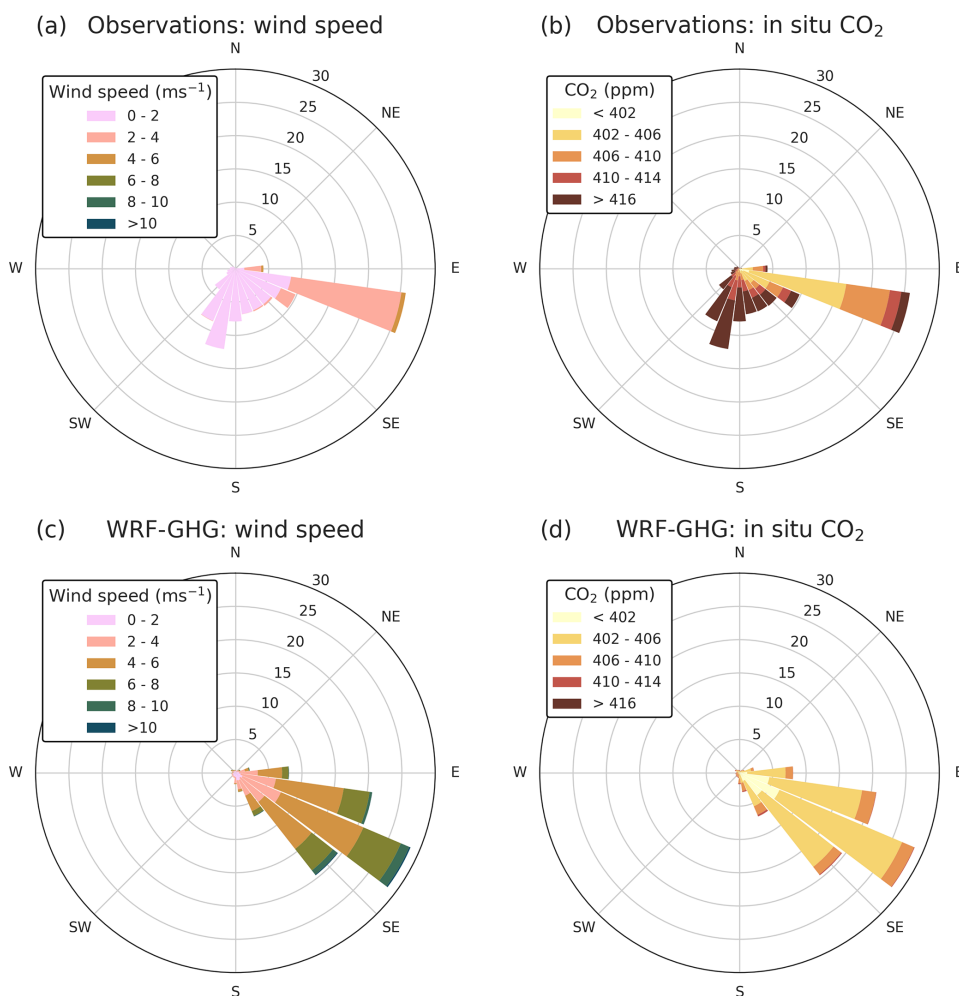 (a) Observations: wind speed
N
30
25
20
15
10
5
NE
E
SE
S
SW
W
Wind speed (ms⁻¹)
0 - 2
2 - 4
4 - 6
6 - 8
8 - 10
>10
(b) Observations: in situ CO₂
N
30
25
20
15
10
5
NE
E
SE
S
SW
W
CO₂ (ppm)
< 402
402 - 406
406 - 410
410 - 414
> 416
(c) WRF-GHG: wind speed
N
30
25
20
15
10
5
NE
E
SE
S
SW
W
Wind speed (ms⁻¹)
0 - 2
2 - 4
4 - 6
6 - 8
8 - 10
>10
(d) WRF-GHG: in situ CO₂
N
30
25
20
15
10
5
NE
E
SE
S
SW
W
CO₂ (ppm)
< 402
402 - 406
406 - 410
410 - 414
> 416